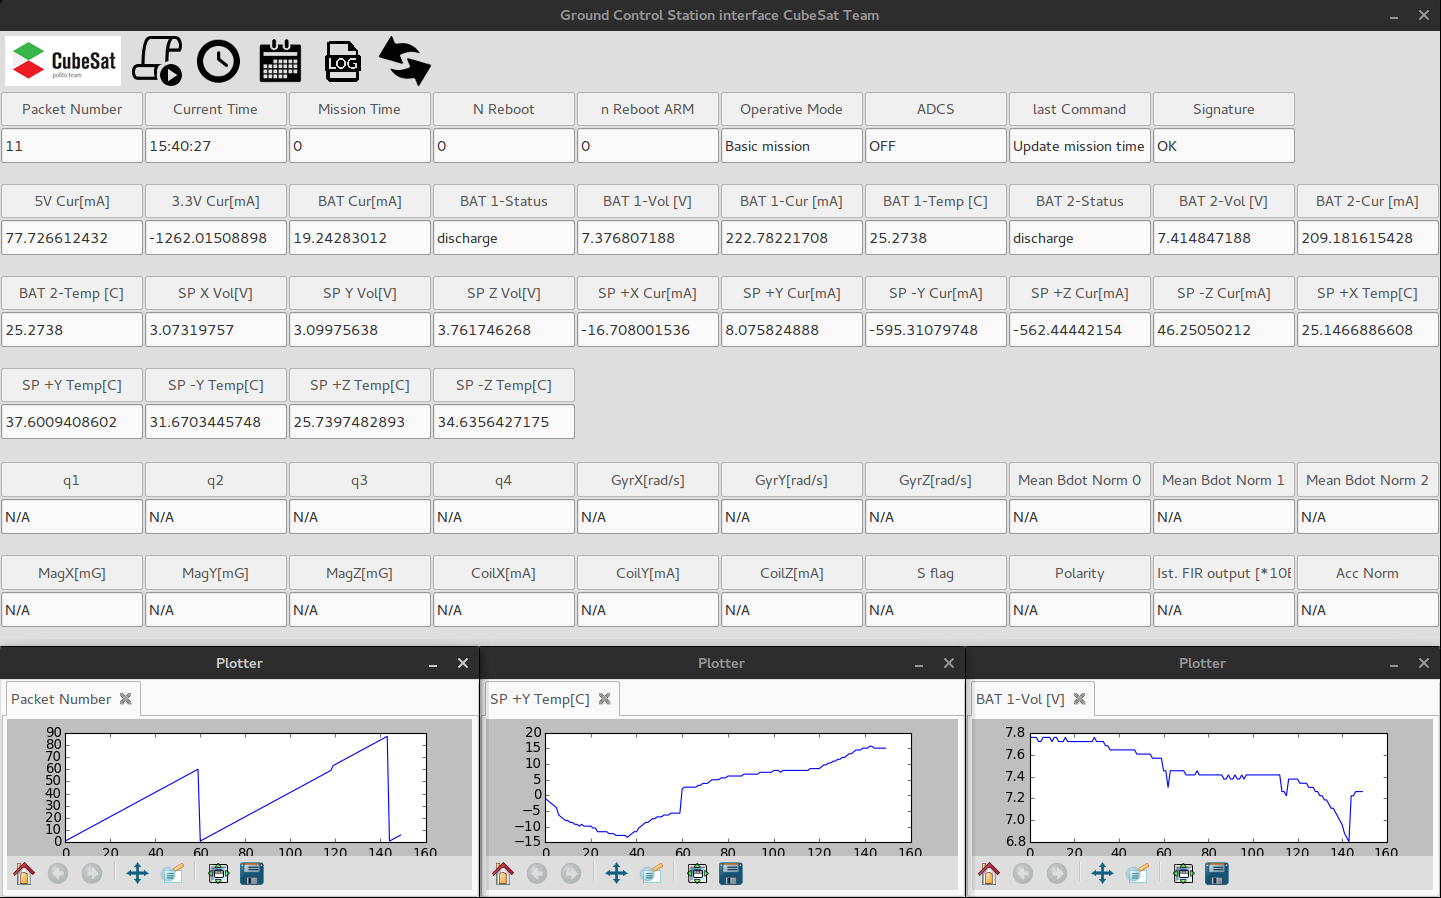 Ground Control Station interface CubeSat Team
CubeSat
polito team
LOG
Packet Number Current Time Mission Time N Reboot n Reboot ARM Operative Mode ADCS last Command Signature
11 15:40:27 0 0 0 Basic mission OFF Update mission time OK
5V Cur[mA] 3.3V Cur[mA] BAT Cur[mA] BAT 1-Status BAT 1-Vol [V] BAT 1-Cur [mA] BAT 1-Temp [C] BAT 2-Status BAT 2-Vol [V] BAT 2-Cur [mA]
77.726612432 -1262.01508898 19.24283012 discharge 7.376807188 222.78221708 25.2738 discharge 7.414847188 209.181615428
BAT 2-Temp [C] SP X Vol[V] SP Y Vol[V] SP Z Vol[V] SP +X Cur[mA] SP +Y Cur[mA] SP -Y Cur[mA] SP +Z Cur[mA] SP -Z Cur[mA] SP +X Temp[C]
25.2738 3.07319757 3.09975638 3.761746268 -16.708001536 8.075824888 -595.31079748 -562.44442154 46.25050212 25.1466886608
SP +Y Temp[C] SP -Y Temp[C] SP +Z Temp[C] SP -Z Temp[C]
37.6009408602 31.6703445748 25.7397482893 34.6356427175
q1 q2 q3 q4 GyrX[rad/s] GyrY[rad/s] GyrZ[rad/s] Mean Bdot Norm 0 Mean Bdot Norm 1 Mean Bdot Norm 2
N/A N/A N/A N/A N/A N/A N/A N/A N/A N/A
MagX[mG] MagY[mG] MagZ[mG] CoilX[mA] CoilY[mA] CoilZ[mA] S flag Polarity Ist. FIR output [*10E Acc Norm
N/A N/A N/A N/A N/A N/A N/A N/A N/A N/A
Plotter
Packet Number
90
80
70
60
50
40
30
20
10
0
0 20 40 60 80 100 120 140 160
Plotter
SP +Y Temp[C]
20
15
10
5
0
−5
−10
−15
0 20 40 60 80 100 120 140 160
Plotter
BAT 1-Vol [V]
7.8
7.6
7.4
7.2
7.0
6.8
0 20 40 60 80 100 120 140 160